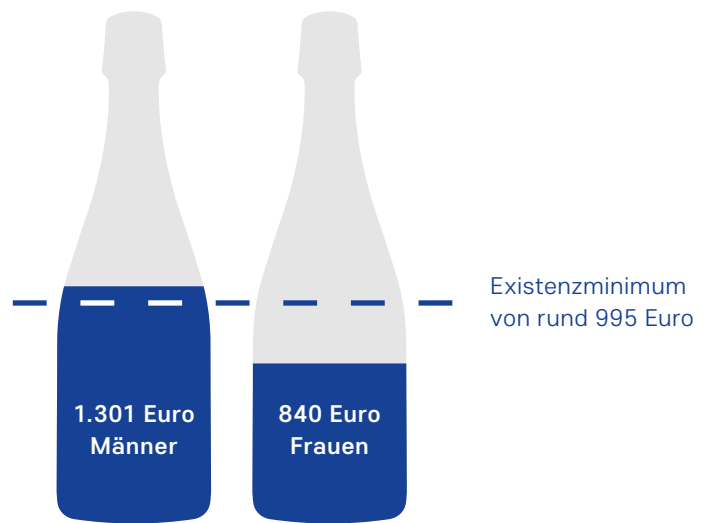 Existenzminimum
von rund 995 Euro
1.301 Euro
Männer
840 Euro
Frauen